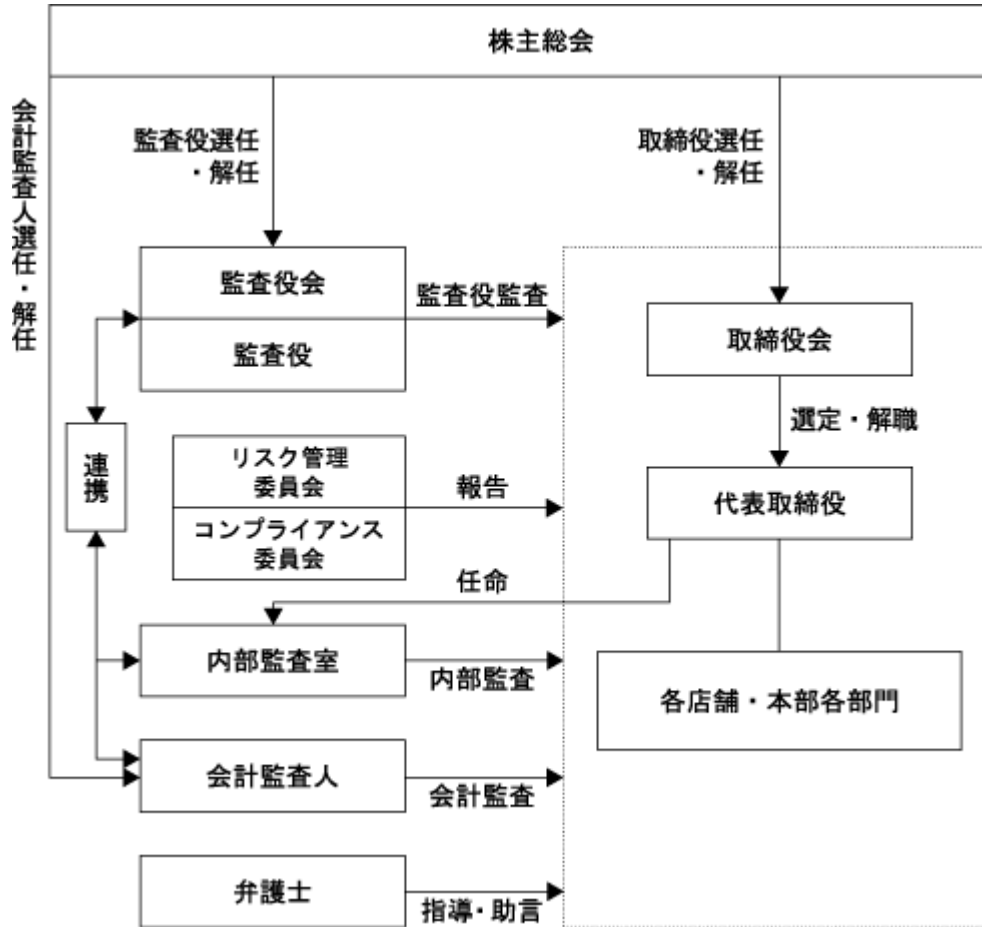 株主総会
会計監査人選任・解任
監査役選任
・解任
取締役選任
・解任
監査役会
監査役
監査役監査
取締役会
選定・解職
連携
リスク管理
委員会
コンプライアンス
委員会
報告
代表取締役
任命
内部監査室
内部監査
各店舗・本部各部門
会計監査人
会計監査
弁護士
指導・助言